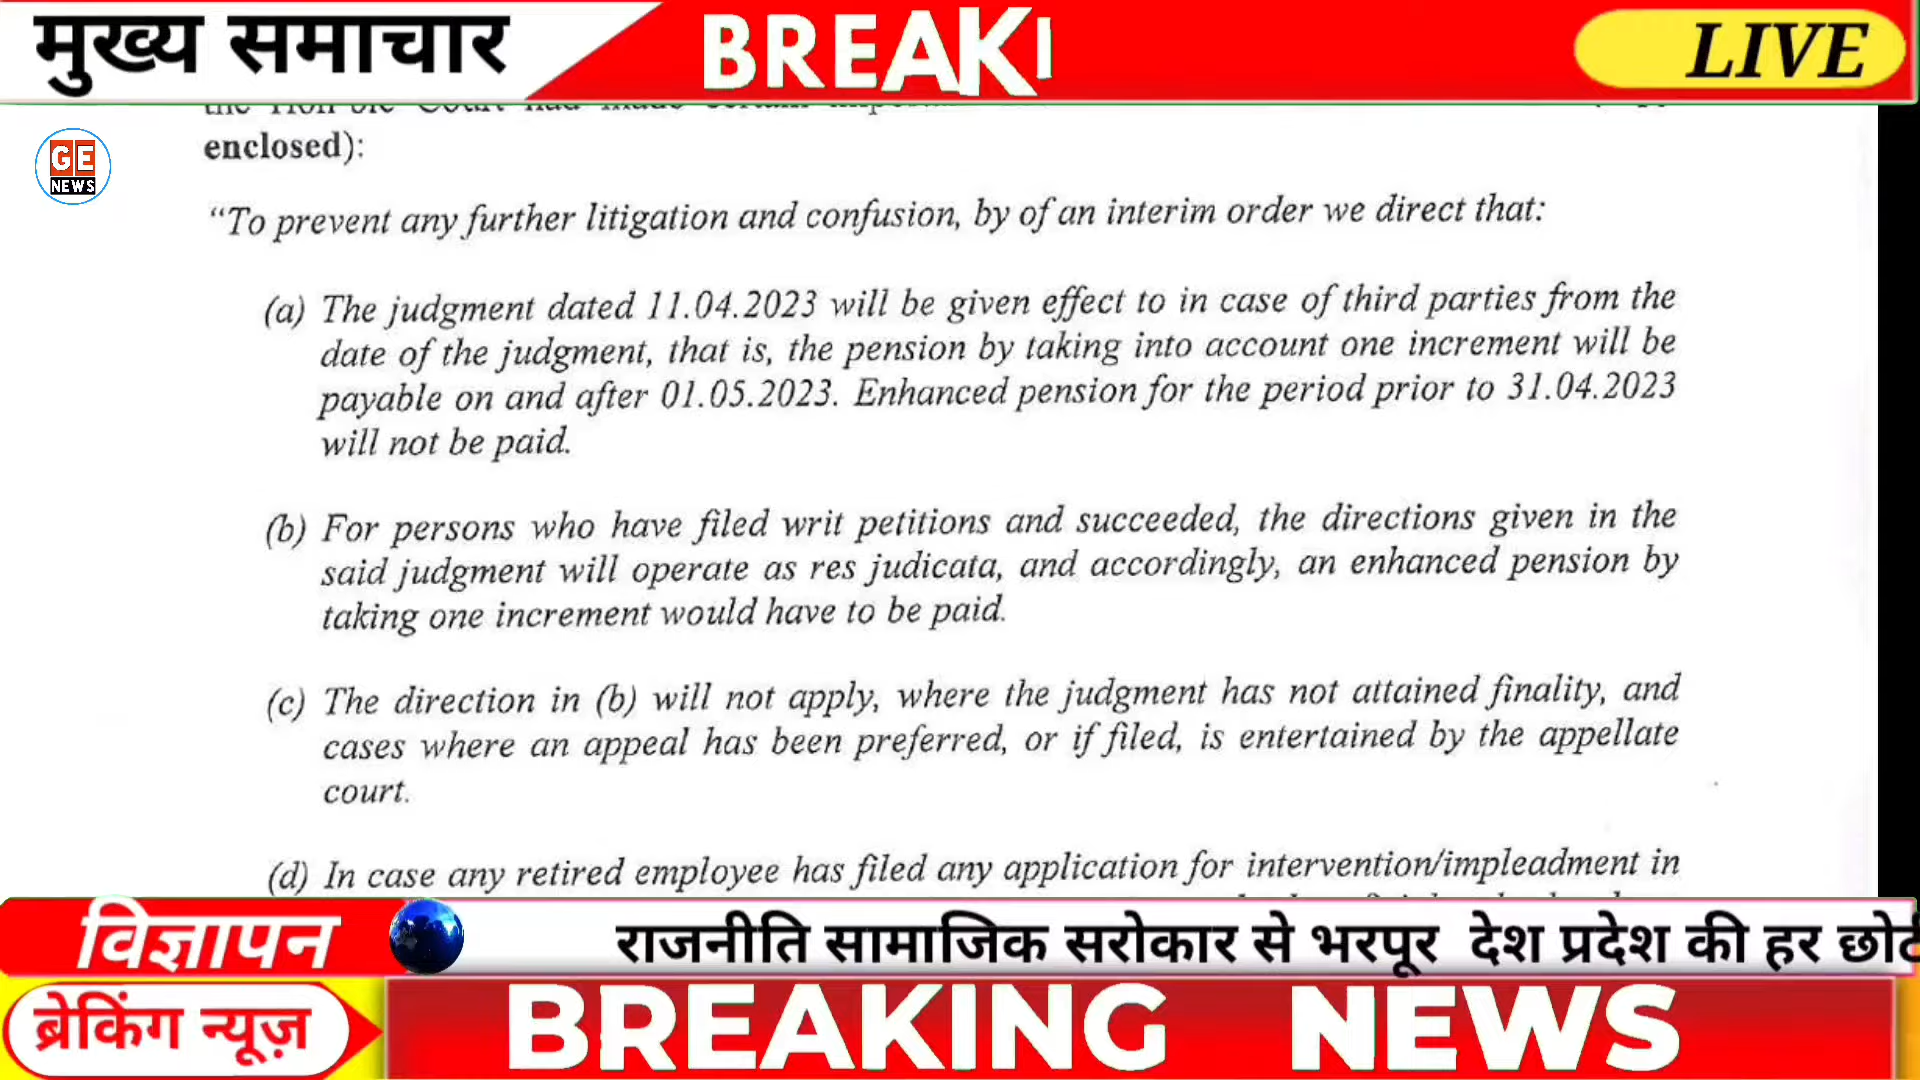 मुख्य समाचार
BREAKI
LIVE
GE
NEWS
enclosed):
“To prevent any further litigation and confusion, by of an interim order we direct that:
(a) The judgment dated 11.04.2023 will be given effect to in case of third parties from the
date of the judgment, that is, the pension by taking into account one increment will be
payable on and after 01.05.2023. Enhanced pension for the period prior to 31.04.2023
will not be paid.
(b) For persons who have filed writ petitions and succeeded, the directions given in the
said judgment will operate as res judicata, and accordingly, an enhanced pension by
taking one increment would have to be paid.
(c) The direction in (b) will not apply, where the judgment has not attained finality, and
cases where an appeal has been preferred, or if filed, is entertained by the appellate
court.
(d) In case any retired employee has filed any application for intervention/impleadment in
विज्ञापन
राजनीति सामाजिक सरोकार से भरपूर देश प्रदेश की हर
ब्रेकिंग न्यूज़
BREAKING NEWS